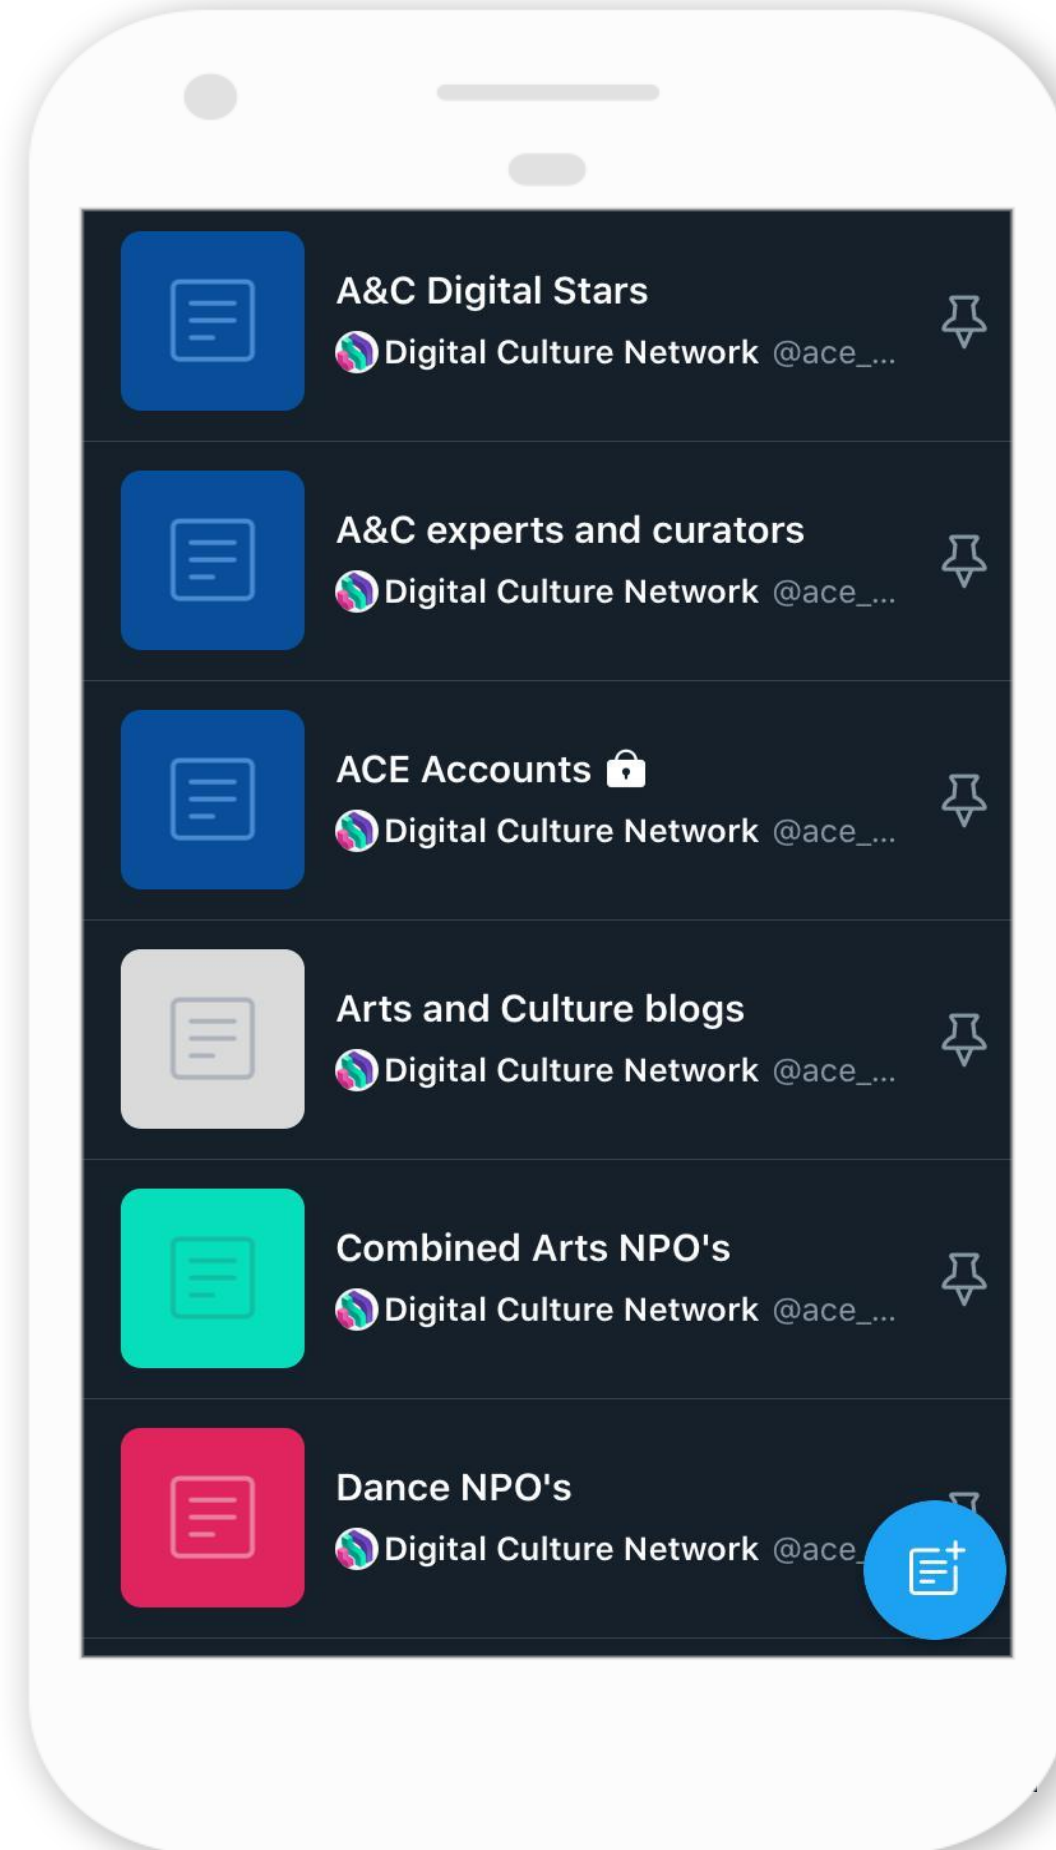 A&C Digital Stars
Digital Culture Network @ace_...
A&C experts and curators
Digital Culture Network @ace_...
ACE Accounts
Digital Culture Network @ace_...
Arts and Culture blogs
Digital Culture Network @ace_...
Combined Arts NPO's
Digital Culture Network @ace_...
Dance NPO's
Digital Culture Network @ace_